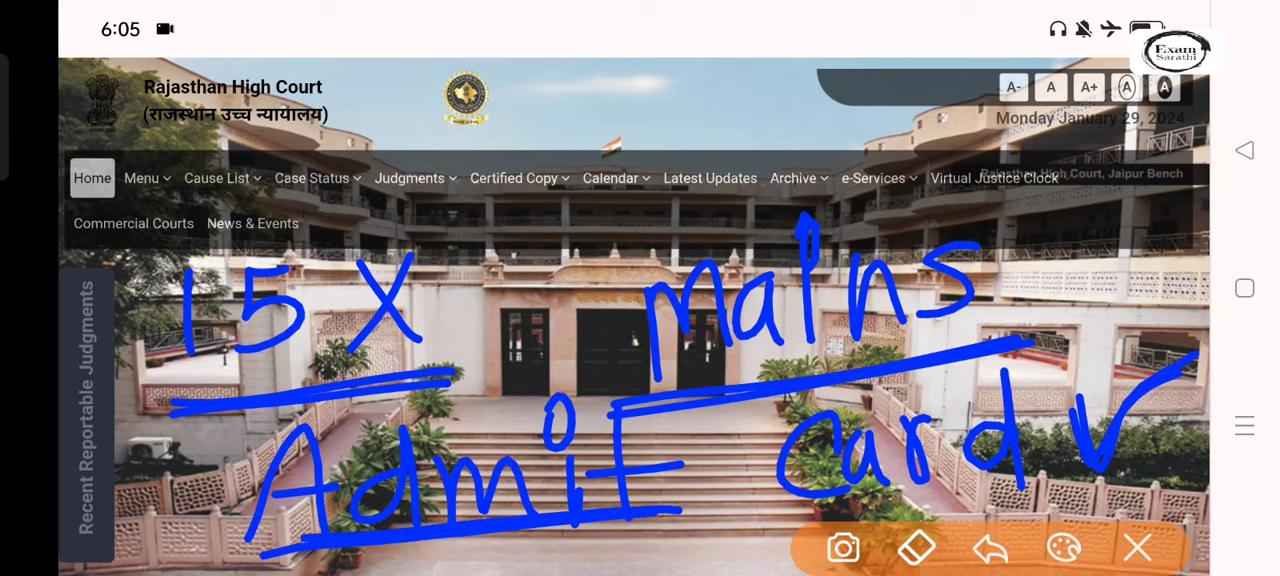 6:05
Exam
Sarathi
Rajasthan High Court
(राजस्थान उच्च न्यायालय)
A- A A+ A A
Monday January 29, 2024
Home Menu Cause List Case Status Judgments Certified Copy Calendar Latest Updates Archive e-Services Virtual Justice Clock
Rajasthan High Court, Jaipur Bench
Commercial Courts News & Events
Recent Reportable Judgments
15 X mains
Admit card